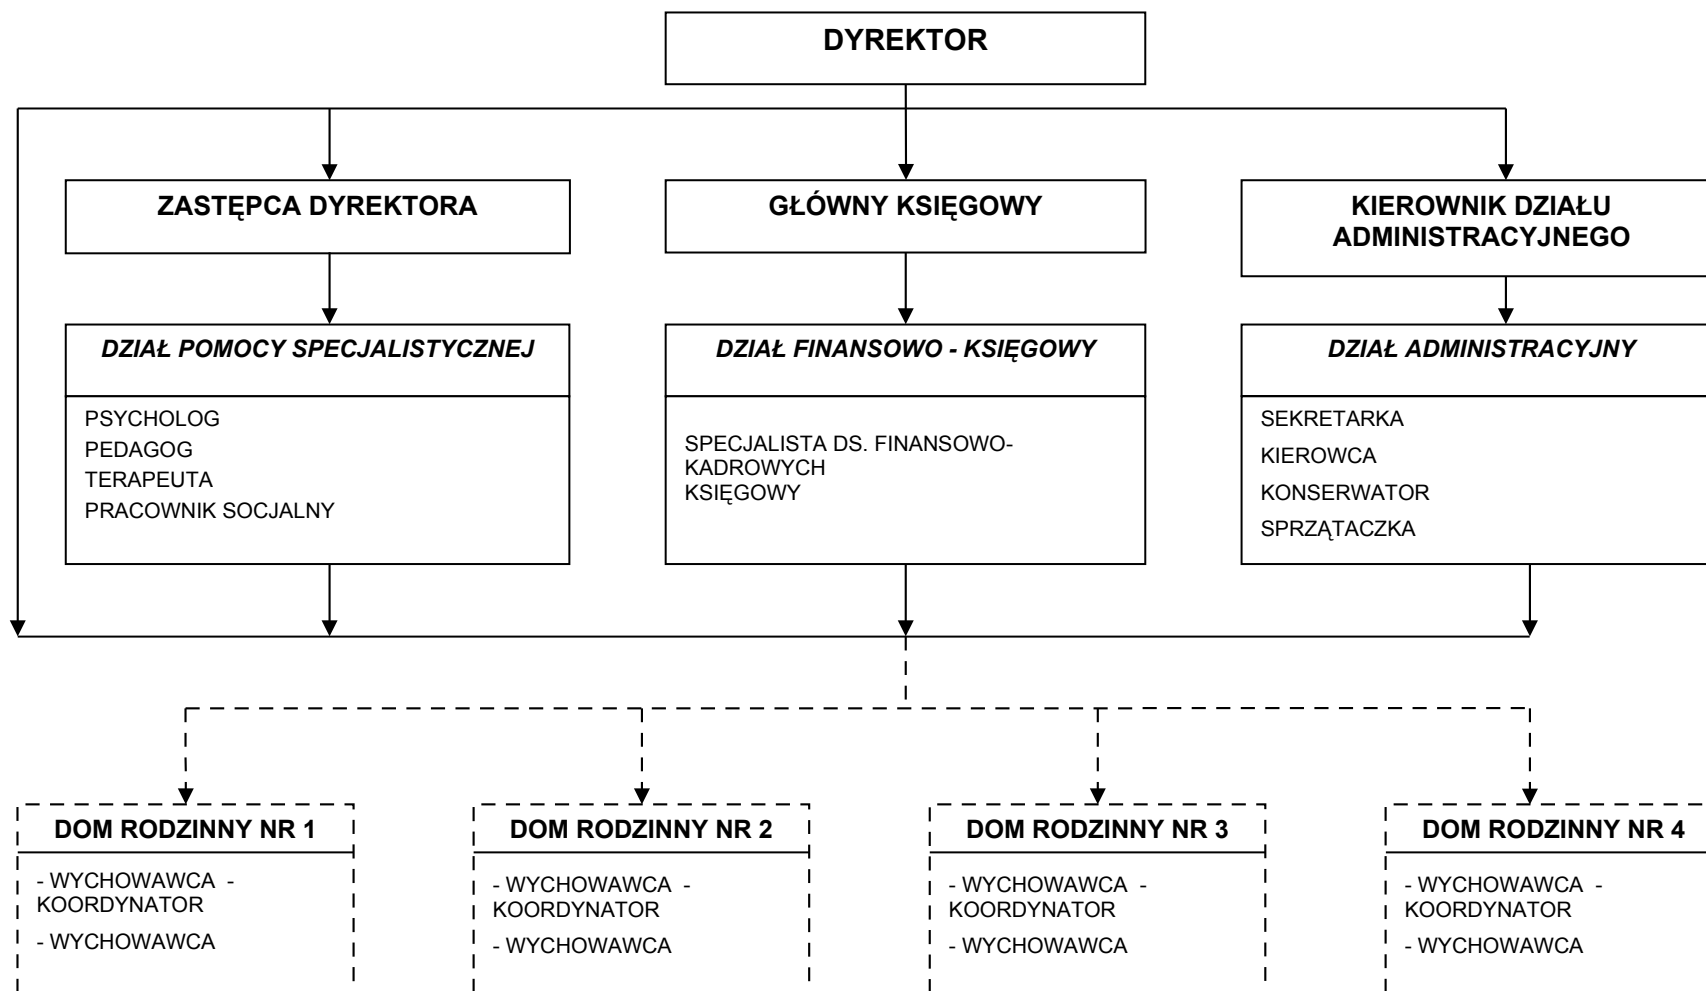 DYREKTOR
ZASTĘPCA DYREKTORA
GŁÓWNY KSIĘGOWY
KIEROWNIK DZIAŁU
ADMINISTRACYJNEGO
DZIAŁ POMOCY SPECJALISTYCZNEJ
PSYCHOLOG
PEDAGOG
TERAPEUTA
PRACOWNIK SOCJALNY
DZIAŁ FINANSOWO - KSIĘGOWY
SPECJALISTA DS. FINANSOWO-
KADROWYCH
KSIĘGOWY
DZIAŁ ADMINISTRACYJNY
SEKRETARKA
KIEROWCA
KONSERWATOR
SPRZĄTACZKA
DOM RODZINNY NR 1
- WYCHOWAWCA -
KOORDYNATOR
- WYCHOWAWCA
DOM RODZINNY NR 2
- WYCHOWAWCA -
KOORDYNATOR
- WYCHOWAWCA
DOM RODZINNY NR 3
- WYCHOWAWCA -
KOORDYNATOR
- WYCHOWAWCA
DOM RODZINNY NR 4
- WYCHOWAWCA -
KOORDYNATOR
- WYCHOWAWCA